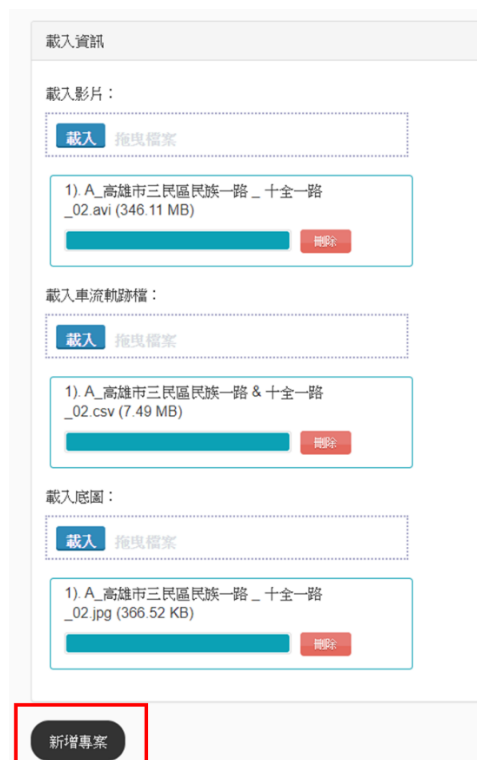 載入資訊
載入影片：
載入 拖曳檔案
1). A_高雄市三民區民族一路 _ 十全一路
_02.avi (346.11 MB)
刪除
載入車流軌跡檔：
載入 拖曳檔案
1). A_高雄市三民區民族一路 & 十全一路
_02.csv (7.49 MB)
刪除
載入底圖：
載入 拖曳檔案
1). A_高雄市三民區民族一路 _ 十全一路
_02.jpg (366.52 KB)
刪除
新增專案